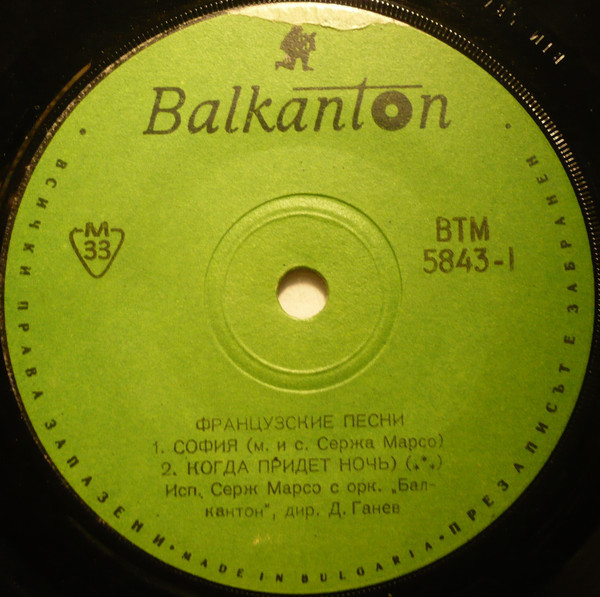 Balkanton
М
33
ВТМ
5843-1
ФРАНЦУЗСКИЕ ПЕСНИ
1. СОФИЯ (м. и с. Сержа Марсо)
2. КОГДА ПРИДЕТ НОЧЬ) (.*.)
Исп. Серж Марсо с орк. „Бал-
кантон", дир. Д. Ганев
• ВСИЧКИ ПРАВА ЗАПАЗЕНИ • MADE IN BULGARIA • ПРЕЗАПИСЪТ Е ЗАБРАНЕН •